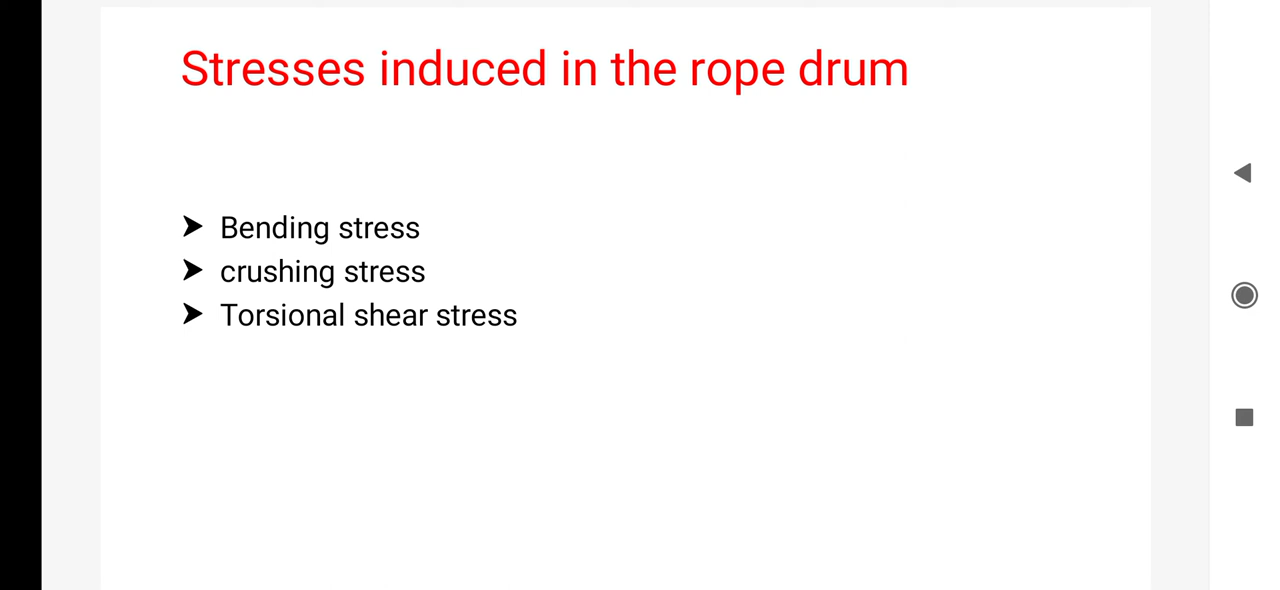 Stresses induced in the rope drum
➤ Bending stress
➤ crushing stress
➤ Torsional shear stress